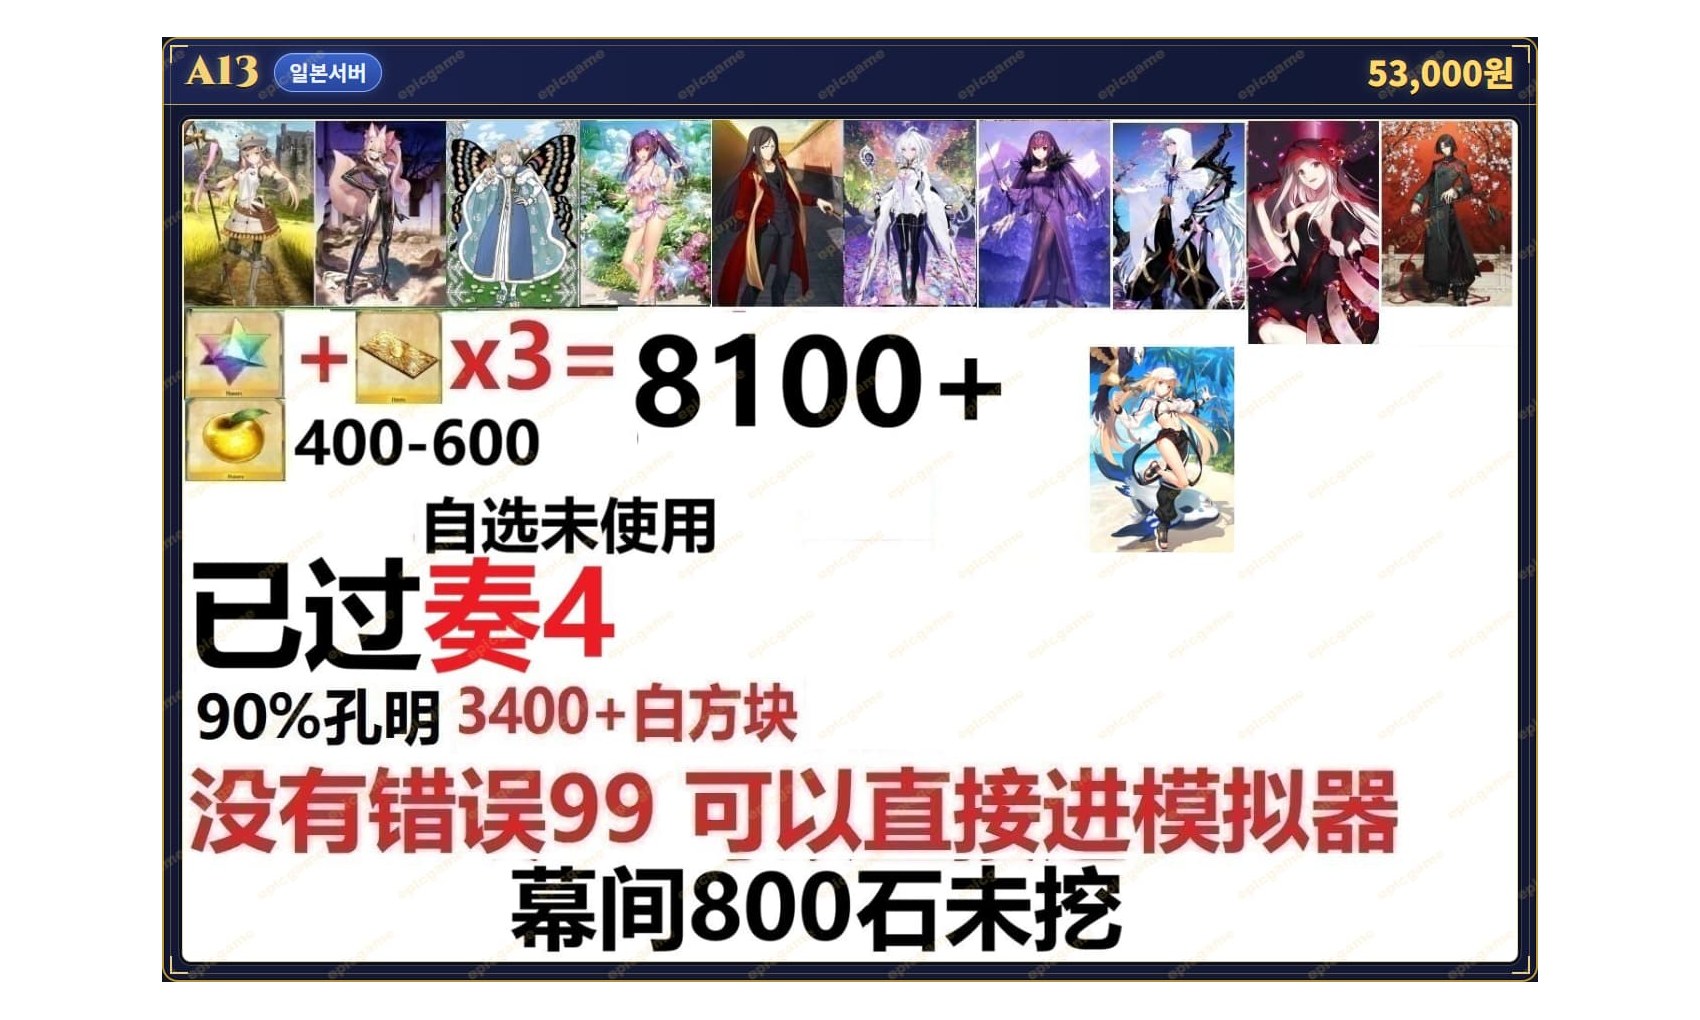 A13 일본서버 53,000원
+ x3= 8100+
400-600
自选未使用
已过奏4
90%孔明 3400+白方块
没有错误99 可以直接进模拟器
幕间800石未挖
epicgame